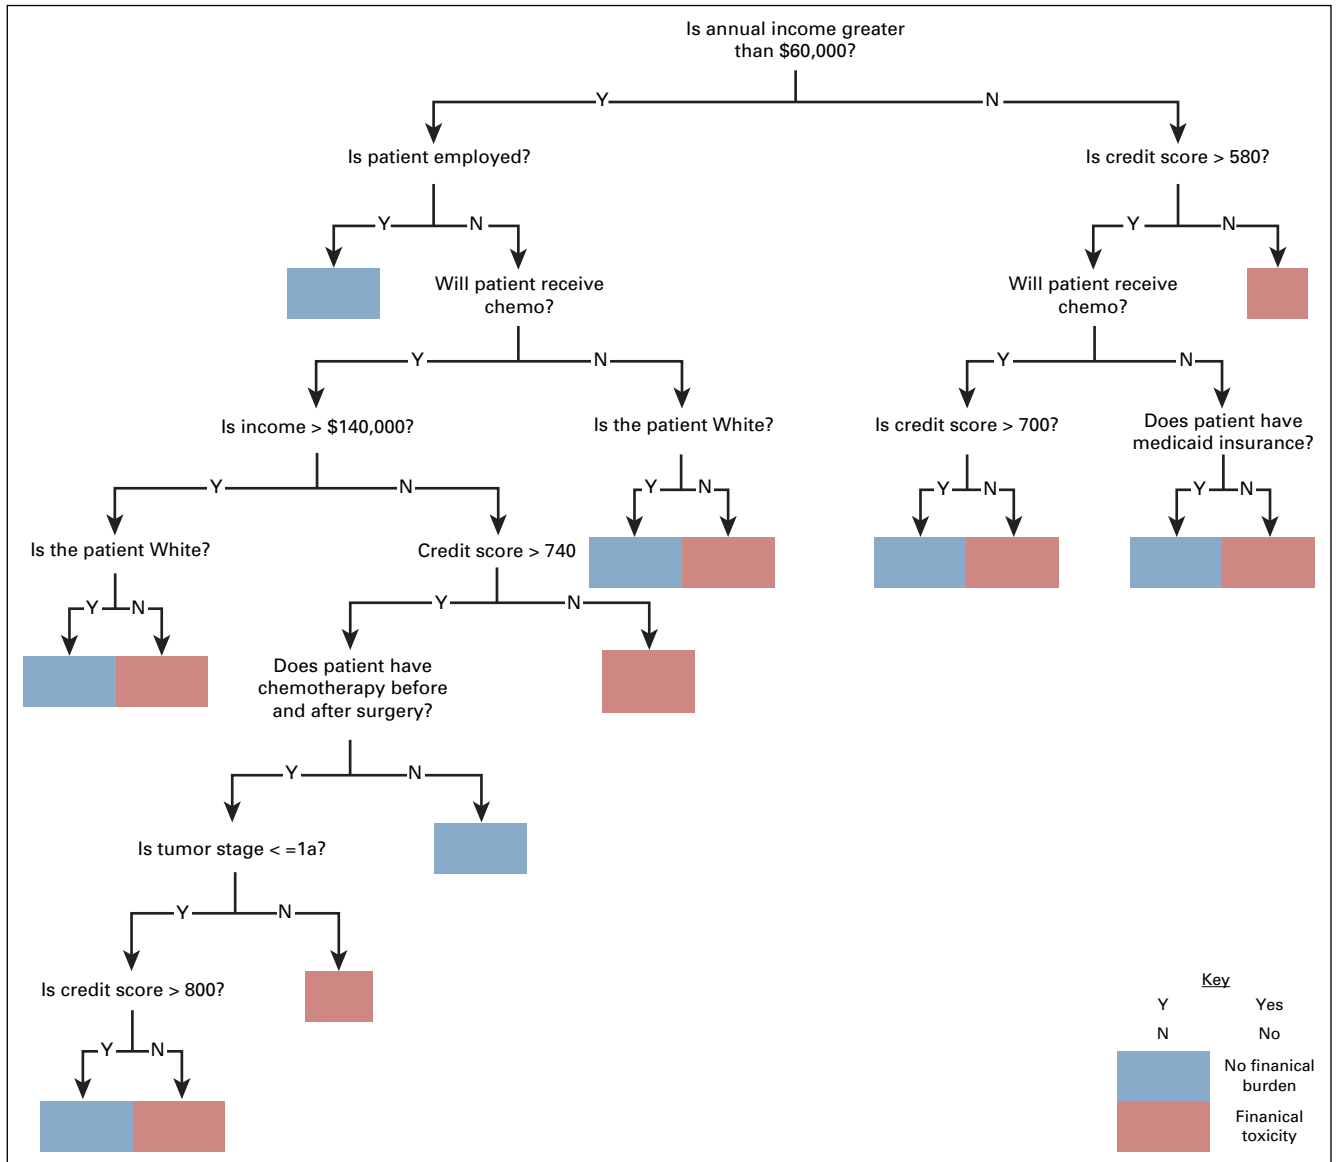 Is annual income greater
than $60,000?
Y
N
Is patient employed?
Is credit score > 580?
Y
N
Y
N
Will patient receive
chemo?
Will patient receive
chemo?
Y
N
Y
N
Is income > $140,000?
Is the patient White?
Is credit score > 700?
Does patient have
medicaid insurance?
Y
N
Y
N
Y
N
Y
N
Is the patient White?
Credit score > 740
Y
N
Y
N
Does patient have
chemotherapy before
and after surgery?
Y
N
Is tumor stage < =1a?
Y
N
Is credit score > 800?
Y
N
Key
Y Yes
N No
No finanical
burden
Finanical
toxicity